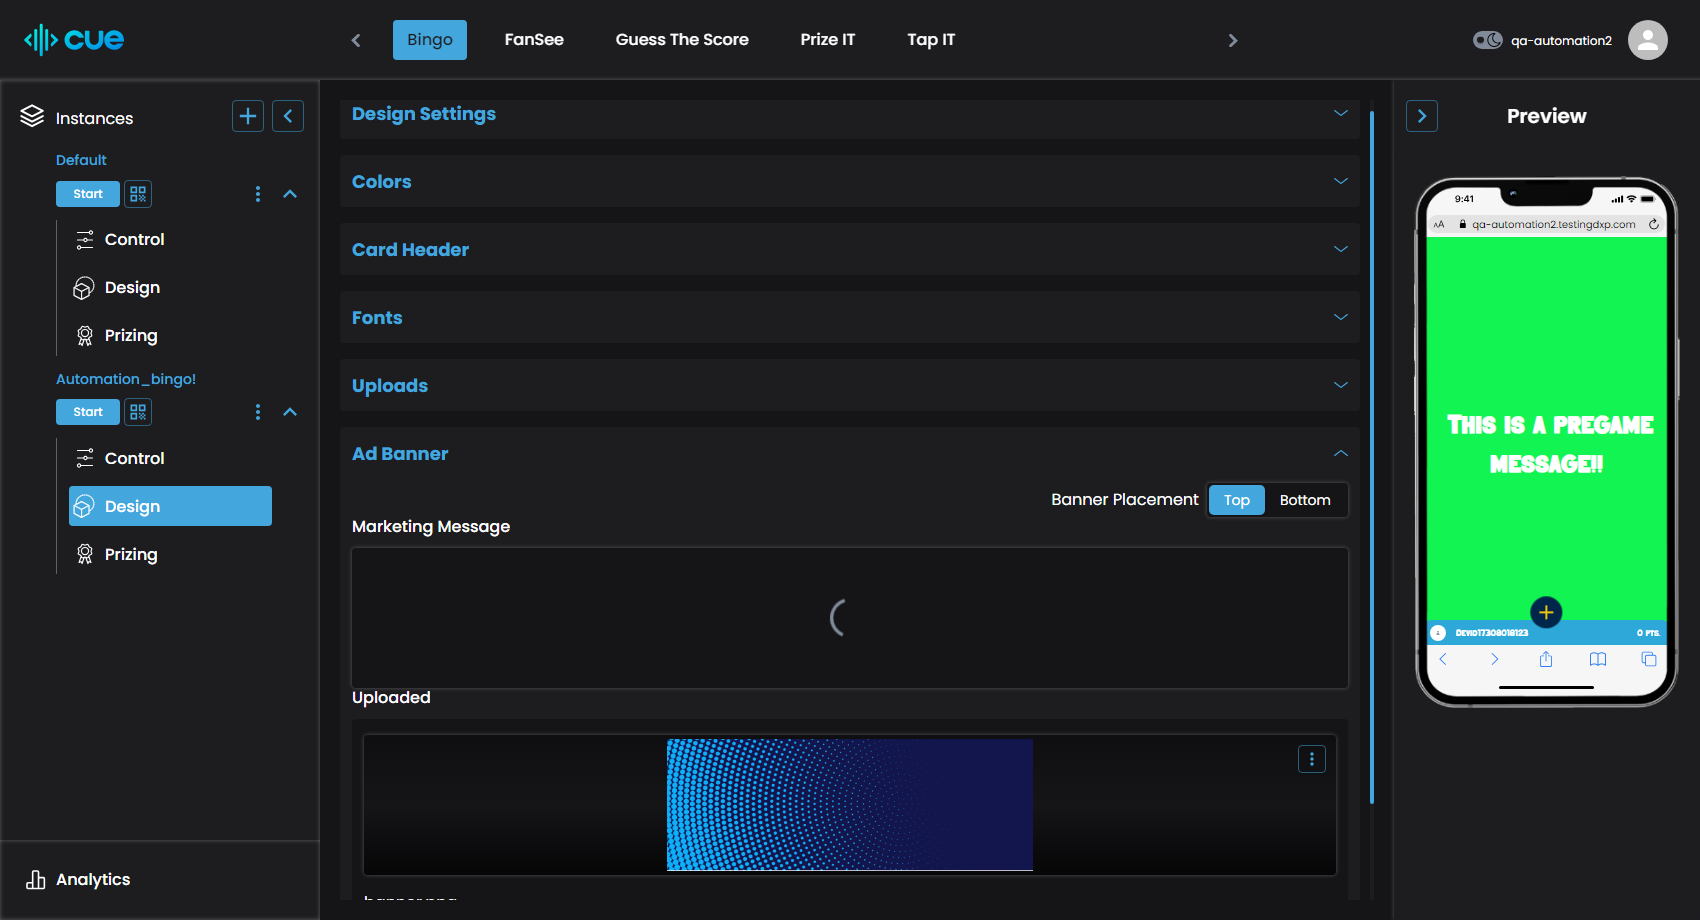 cue
Bingo
FanSee
Guess The Score
Prize IT
Tap IT
qa-automation2
Instances
Default
Start
Control
Design
Prizing
Automation_bingo!
Start
Control
Design
Prizing
Analytics
Design Settings
Colors
Card Header
Fonts
Uploads
Ad Banner
Banner Placement
Top
Bottom
Marketing Message
Uploaded
Preview
9:41
AA
qa-automation2.testingdxp.com
THIS IS A PREGAME
MESSAGE!!
0 PTS.